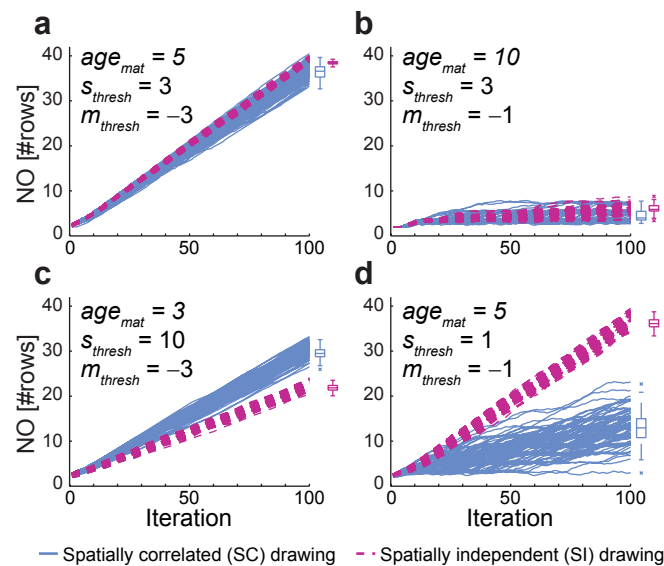 a
age_mat = 5
s_thresh = 3
m_thresh = −3
NO [#rows]
40
30
20
10
0
0 50 100
b
age_mat = 10
s_thresh = 3
m_thresh = −1
40
30
20
10
0
0 50 100
c
age_mat = 3
s_thresh = 10
m_thresh = −3
NO [#rows]
40
30
20
10
0
0 50 100
Iteration
d
age_mat = 5
s_thresh = 1
m_thresh = −1
40
30
20
10
0
0 50 100
Iteration
Spatially correlated (SC) drawing
Spatially independent (SI) drawing